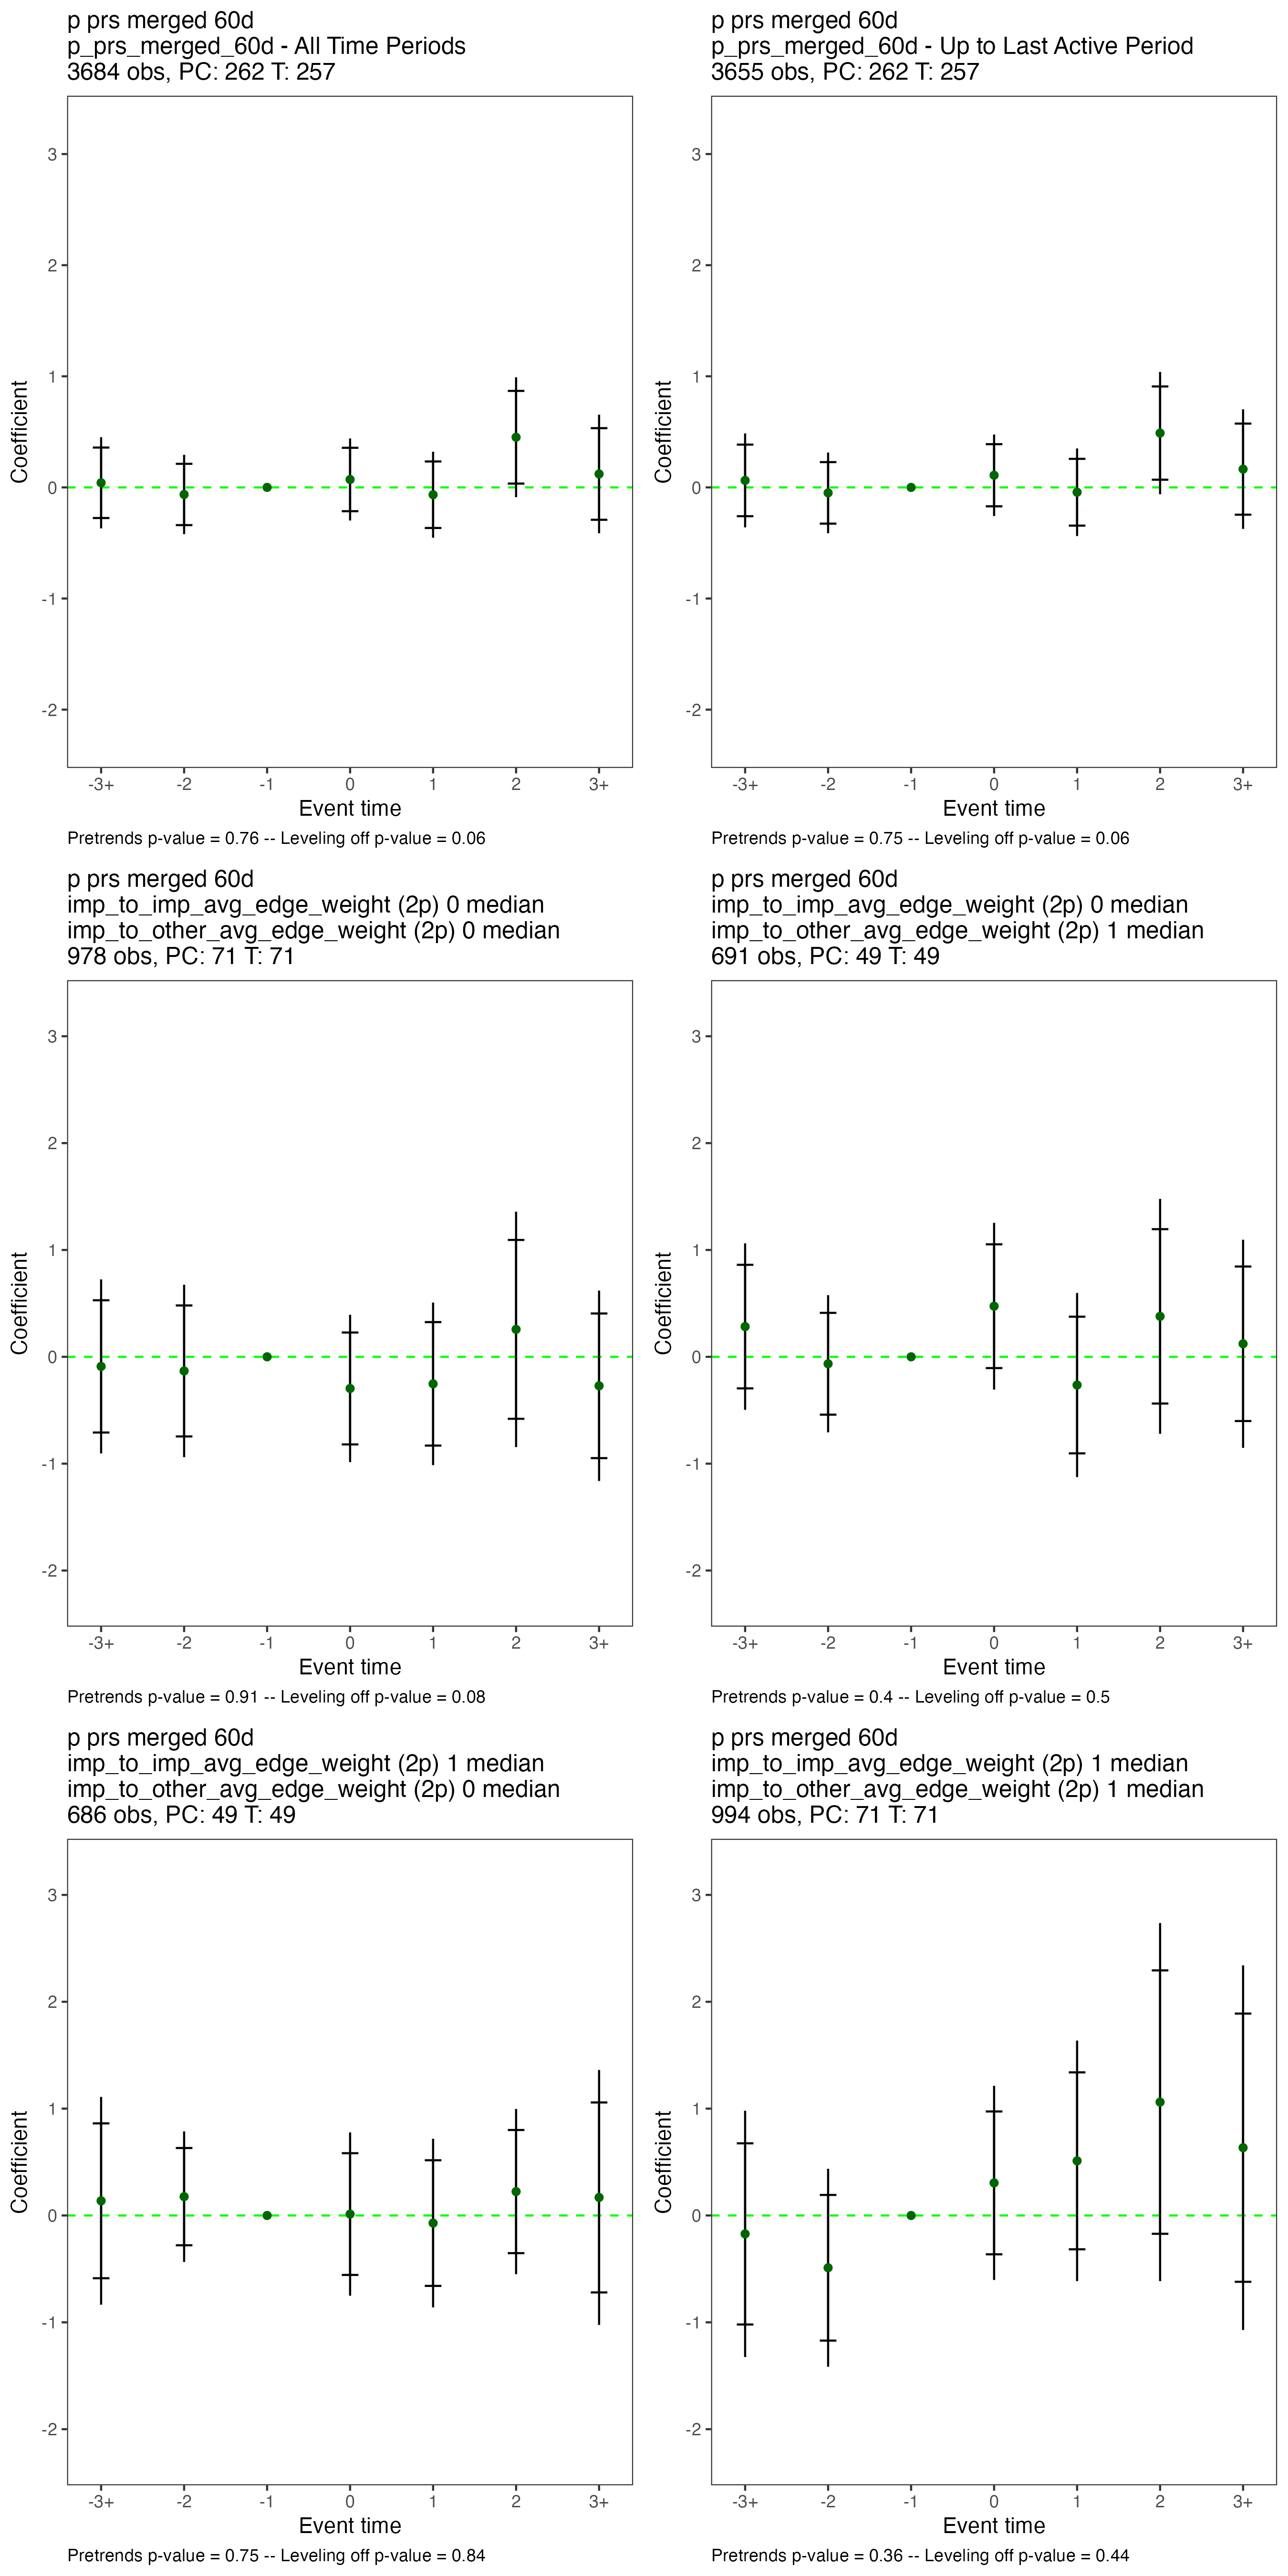 p prs merged 60d
p_prs_merged_60d - All Time Periods
3684 obs, PC: 262 T: 257
3
2
1
0
-1
-2
Coefficient
-3+ -2 -1 0 1 2 3+
Event time
Pretrends p-value = 0.76 -- Leveling off p-value = 0.06
p prs merged 60d
p_prs_merged_60d - Up to Last Active Period
3655 obs, PC: 262 T: 257
3
2
1
0
-1
-2
Coefficient
-3+ -2 -1 0 1 2 3+
Event time
Pretrends p-value = 0.75 -- Leveling off p-value = 0.06
p prs merged 60d
imp_to_imp_avg_edge_weight (2p) 0 median
imp_to_other_avg_edge_weight (2p) 0 median
978 obs, PC: 71 T: 71
3
2
1
0
-1
-2
Coefficient
-3+ -2 -1 0 1 2 3+
Event time
Pretrends p-value = 0.91 -- Leveling off p-value = 0.08
p prs merged 60d
imp_to_imp_avg_edge_weight (2p) 0 median
imp_to_other_avg_edge_weight (2p) 1 median
691 obs, PC: 49 T: 49
3
2
1
0
-1
-2
Coefficient
-3+ -2 -1 0 1 2 3+
Event time
Pretrends p-value = 0.4 -- Leveling off p-value = 0.5
p prs merged 60d
imp_to_imp_avg_edge_weight (2p) 1 median
imp_to_other_avg_edge_weight (2p) 0 median
686 obs, PC: 49 T: 49
3
2
1
0
-1
-2
Coefficient
-3+ -2 -1 0 1 2 3+
Event time
Pretrends p-value = 0.75 -- Leveling off p-value = 0.84
p prs merged 60d
imp_to_imp_avg_edge_weight (2p) 1 median
imp_to_other_avg_edge_weight (2p) 1 median
994 obs, PC: 71 T: 71
3
2
1
0
-1
-2
Coefficient
-3+ -2 -1 0 1 2 3+
Event time
Pretrends p-value = 0.36 -- Leveling off p-value = 0.44